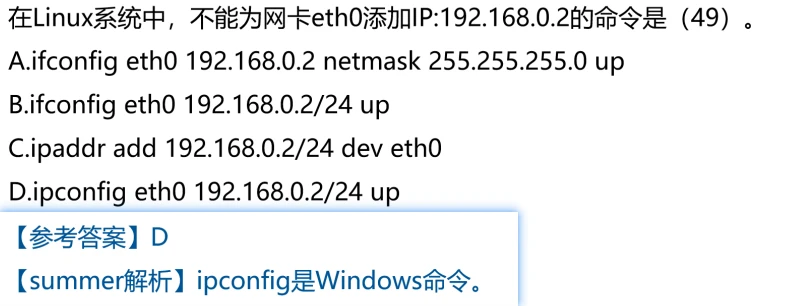 在Linux系统中，不能为网卡eth0添加IP:192.168.0.2的命令是（49）。
A.ifconfig eth0 192.168.0.2 netmask 255.255.255.0 up
B.ifconfig eth0 192.168.0.2/24 up
C.ipaddr add 192.168.0.2/24 dev eth0
D.ipconfig eth0 192.168.0.2/24 up
【参考答案】D
【summer解析】ipconfig是Windows命令。